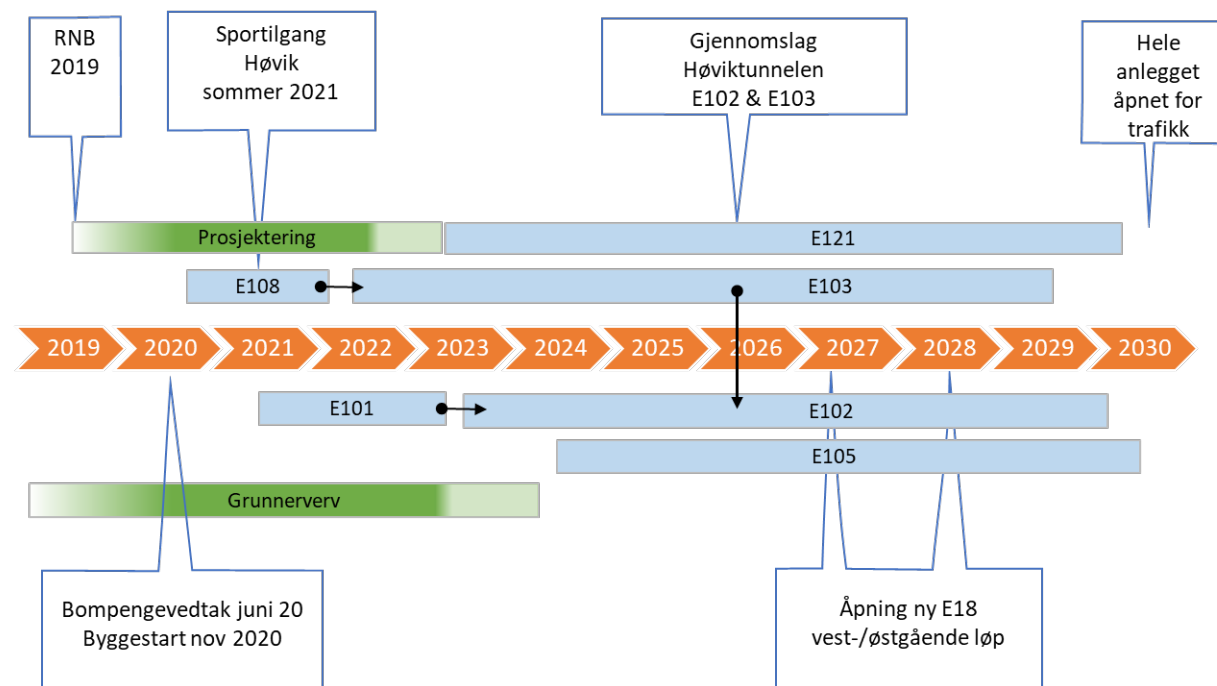 RNB
2019
Sportilgang
Høvik
sommer 2021
Gjennomslag
Høviktunnelen
E102 & E103
Hele
anlegget
åpnet for
trafikk
Prosjektering
E121
E108
E103
2019 2020 2021 2022 2023 2024 2025 2026 2027 2028 2029 2030
E101
E102
E105
Grunnerverv
Bompengevedtak juni 20
Byggestart nov 2020
Åpning ny E18
vest-/østgående løp